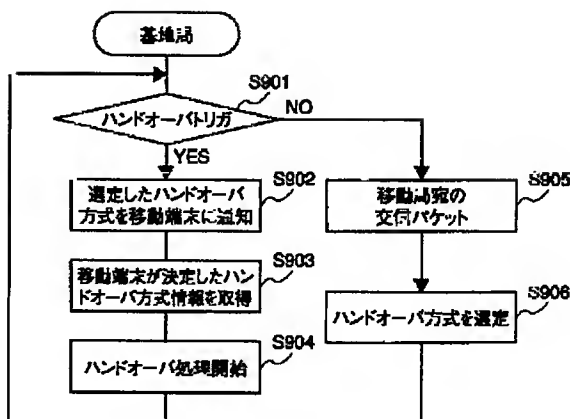 基地局
S901
ハンドオーバトリガ
NO
YES
S902
選定したハンドオーバ
方式を移動端末に通知
S905
移動局宛の
交信パケット
S903
移動端末が決定したハン
ドオーバ方式情報を取得
S906
ハンドオーバ方式を選定
S904
ハンドオーバ処理開始